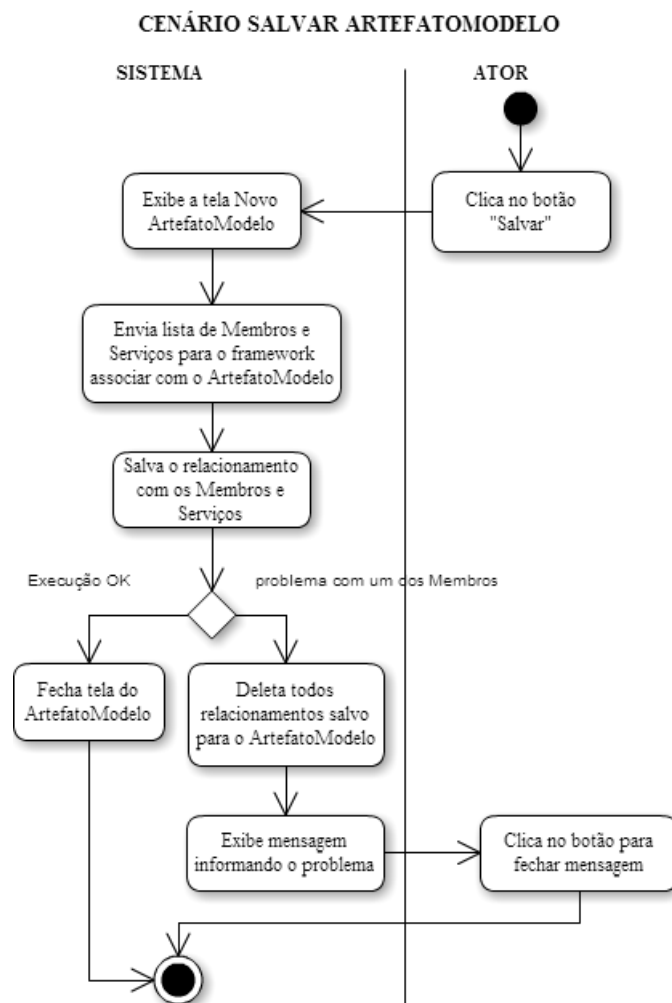 CENÁRIO SALVAR ARTEFATOMODELO
SISTEMA
ATOR
Clica no botão
"Salvar"
Exibe a tela Novo
ArtefatoModelo
Envia lista de Membros e
Serviços para o framework
associar com o ArtefatoModelo
Salva o relacionamento
com os Membros e
Serviços
Execução OK
problema com um dos Membros
Fecha tela do
ArtefatoModelo
Deleta todos
relacionamentos salvo
para o ArtefatoModelo
Exibe mensagem
informando o problema
Clica no botão para
fechar mensagem